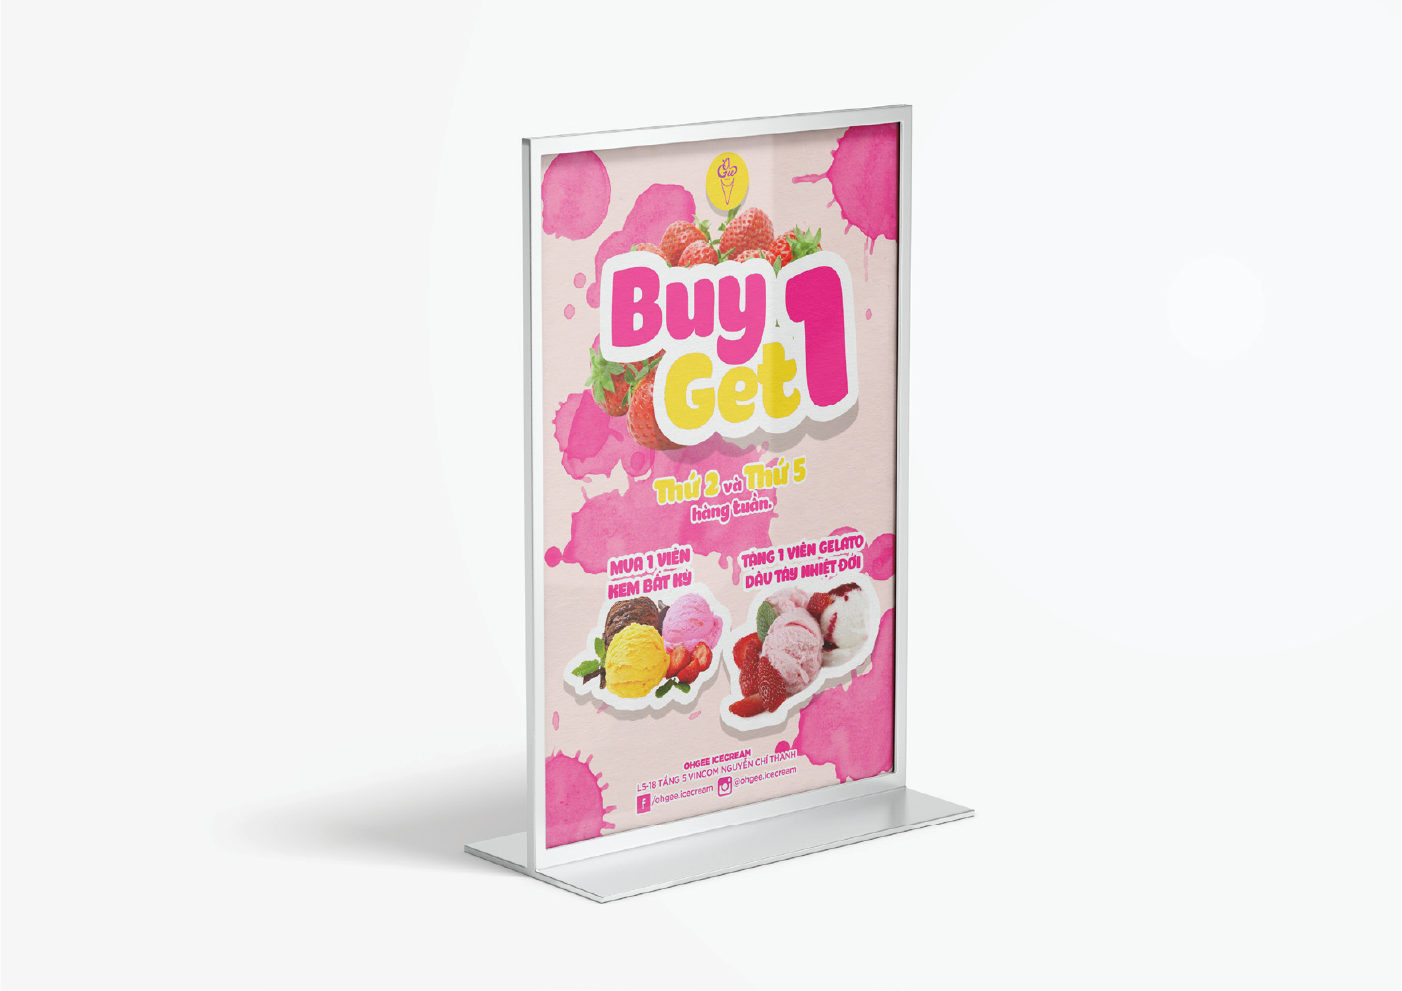 Gee
Buy 1
Get
Thứ 2 và Thứ 5
hàng tuần.
MUA 1 VIÊN
KEM BẤT KỲ
TẶNG 1 VIÊN GELATO
DÂU TÂY NHIỆT ĐỚI
OHGEE ICECREAM
L5-18 TẦNG 5 VINCOM NGUYỄN CHÍ THANH
/ohgee.icecream @ohgee.icecream